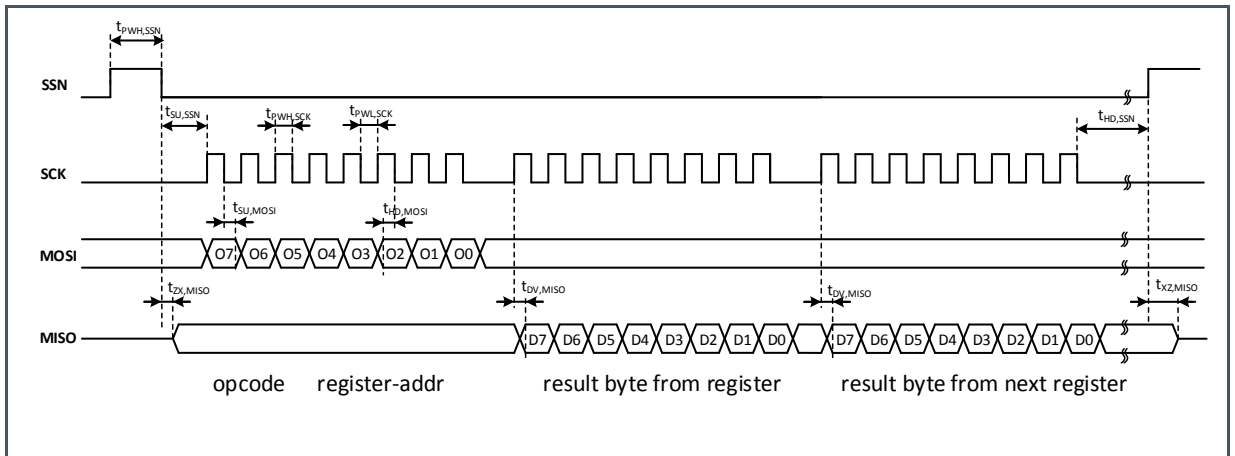 tPWH,SSN
SSN
tSU,SSN tPWH,SCK tPWL,SCK tHD,SSN
SCK
tSU,MOSI tHD,MOSI
MOSI O7 O6 O5 O4 O3 O2 O1 O0
tZX,MISO tDV,MISO tDV,MISO tXZ,MISO
MISO D7 D6 D5 D4 D3 D2 D1 D0 D7 D6 D5 D4 D3 D2 D1 D0
opcode register-addr result byte from register result byte from next register